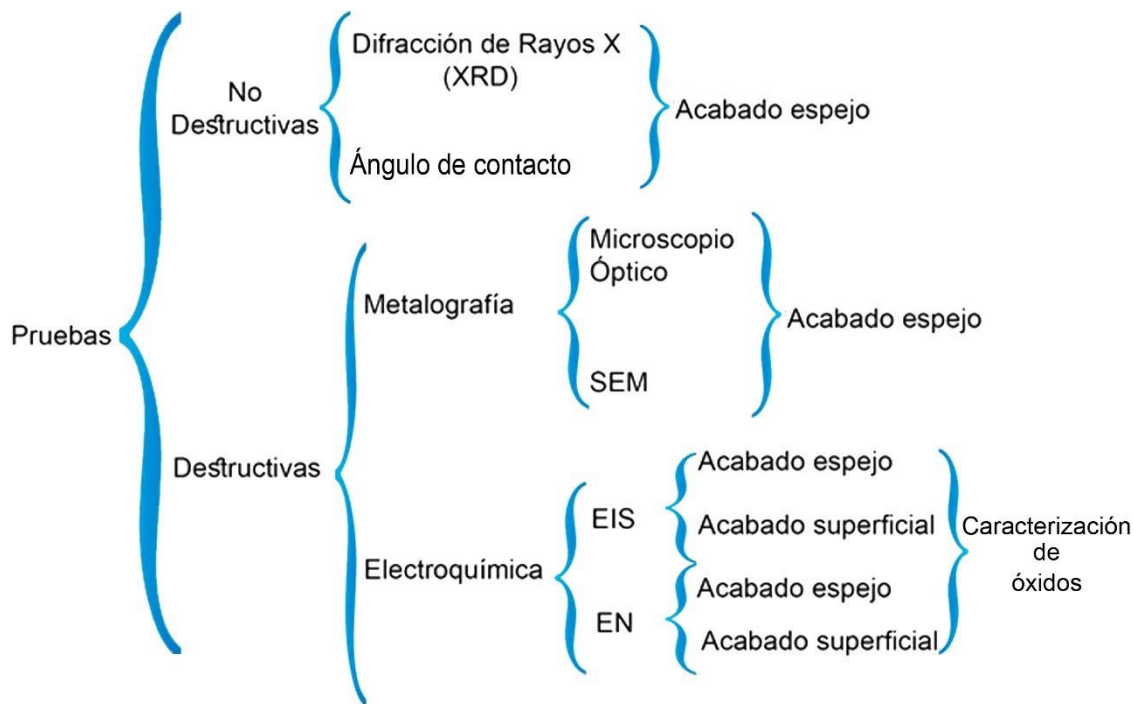 Pruebas
No
Destructivas
Difracción de Rayos X
(XRD)
Ángulo de contacto
Acabado espejo
Destructivas
Metalografía
Microscopio
Óptico
SEM
Acabado espejo
Electroquímica
EIS
Acabado espejo
Acabado superficial
EN
Acabado espejo
Acabado superficial
Caracterización
de
óxidos